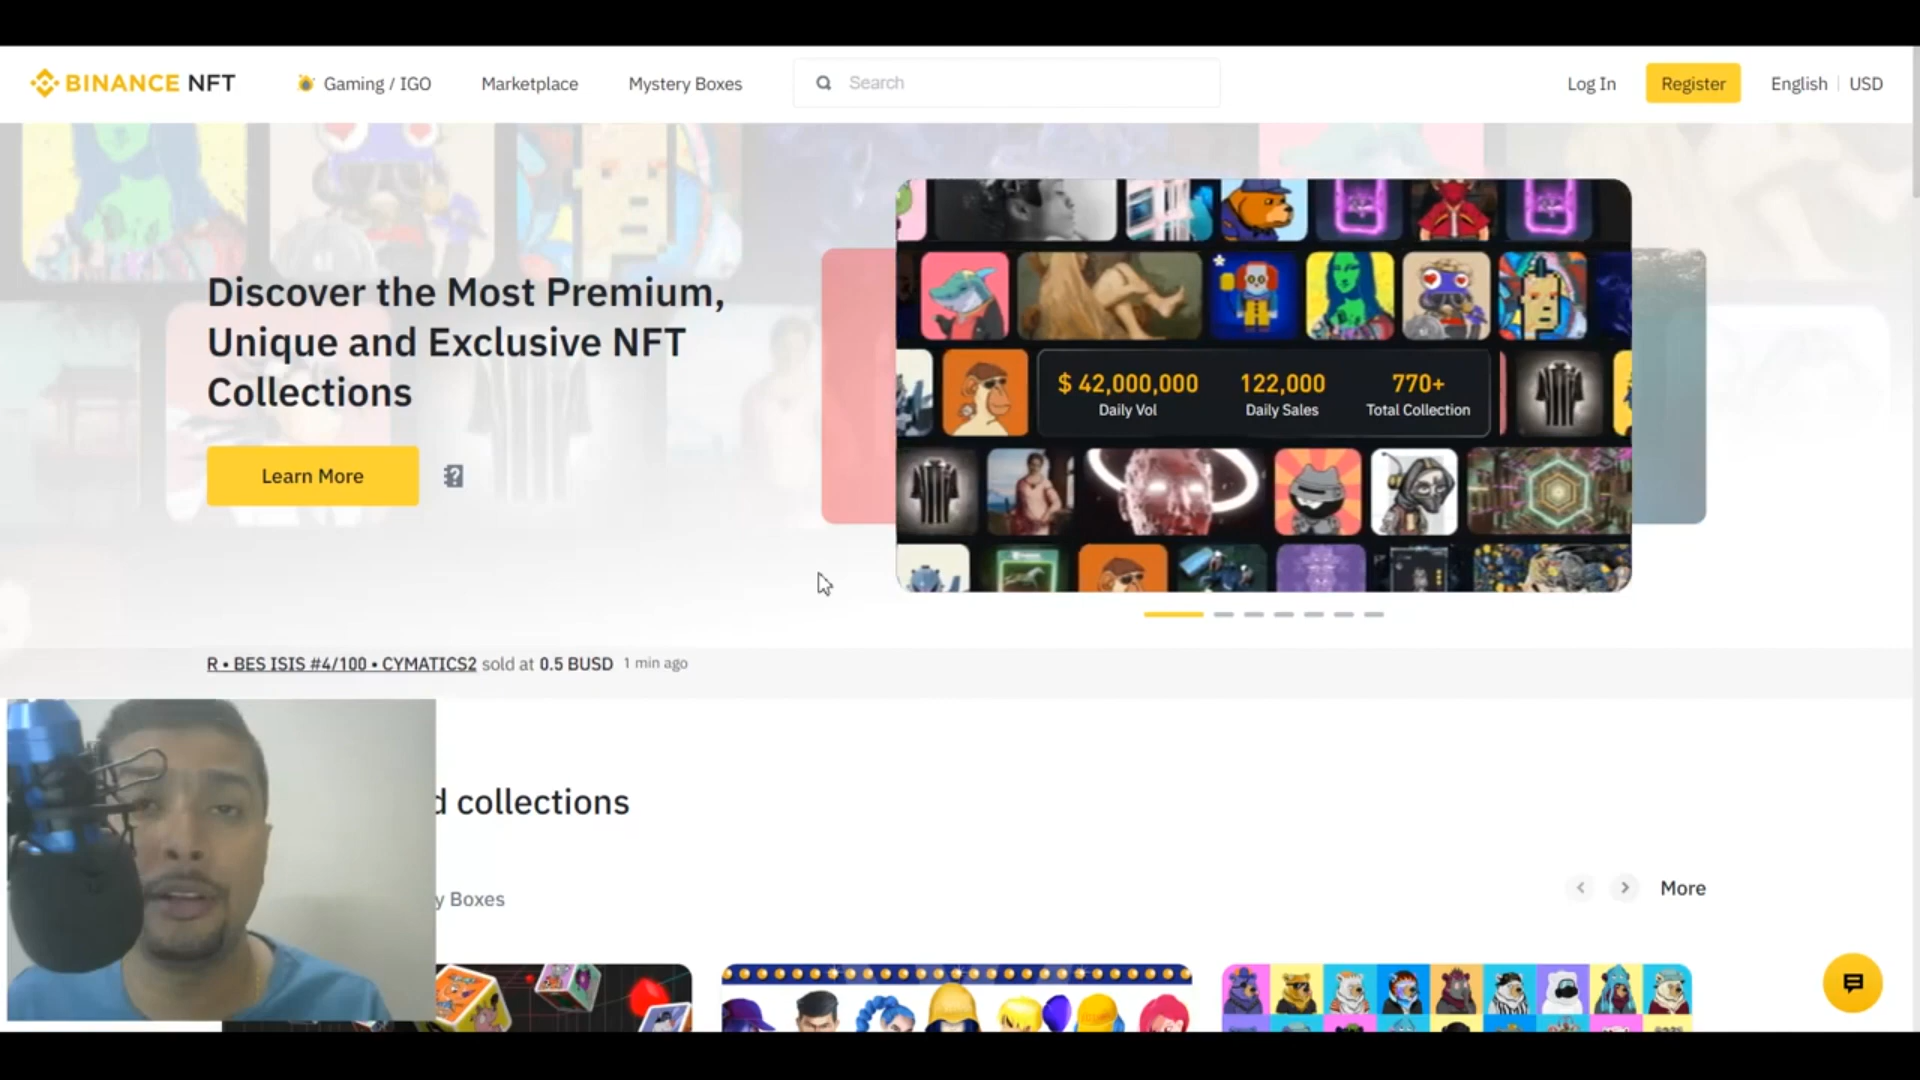 BINANCE NFT
Gaming / IGO
Marketplace
Mystery Boxes
Search
Log In
Register
English
USD
Discover the Most Premium,
Unique and Exclusive NFT
Collections
Learn More
$ 42,000,000
Daily Vol
122,000
Daily Sales
770+
Total Collection
R • BES ISIS #4/100 • CYMATICS2 sold at 0.5 BUSD 1 min ago
d collections
y Boxes
More